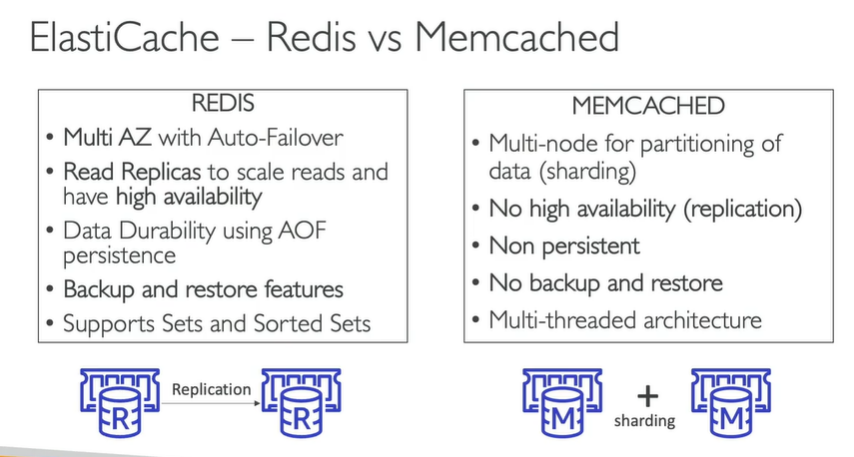 ElastiCache – Redis vs Memcached
REDIS
• Multi AZ with Auto-Failover
• Read Replicas to scale reads and
have high availability
• Data Durability using AOF
persistence
• Backup and restore features
• Supports Sets and Sorted Sets
MEMCACHED
• Multi-node for partitioning of
data (sharding)
• No high availability (replication)
• Non persistent
• No backup and restore
• Multi-threaded architecture
R
Replication
R
M
+
sharding
M